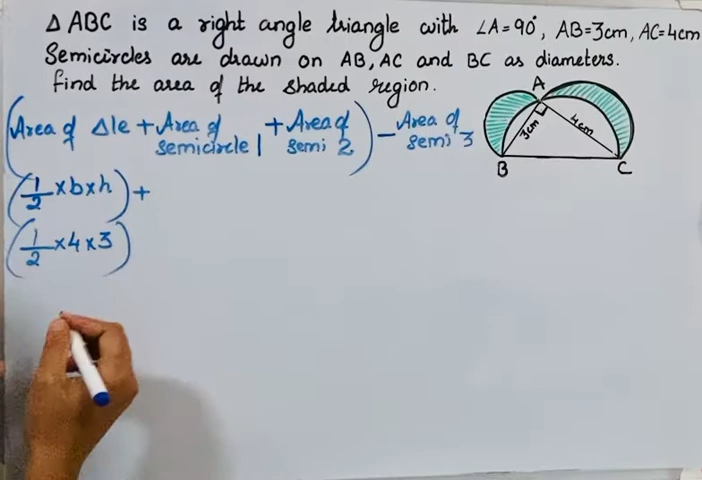 Δ ABC is a right angle triangle with ∠A=90°, AB=3cm, AC=4cm
Semicircles are drawn on AB, AC and BC as diameters.
find the area of the shaded region.
A
3cm
4cm
B
C
(Area of Δle + Area of semicircle 1 + Area of semi 2) − Area of semi 3
(1/2 × b × h) +
(1/2 × 4 × 3)